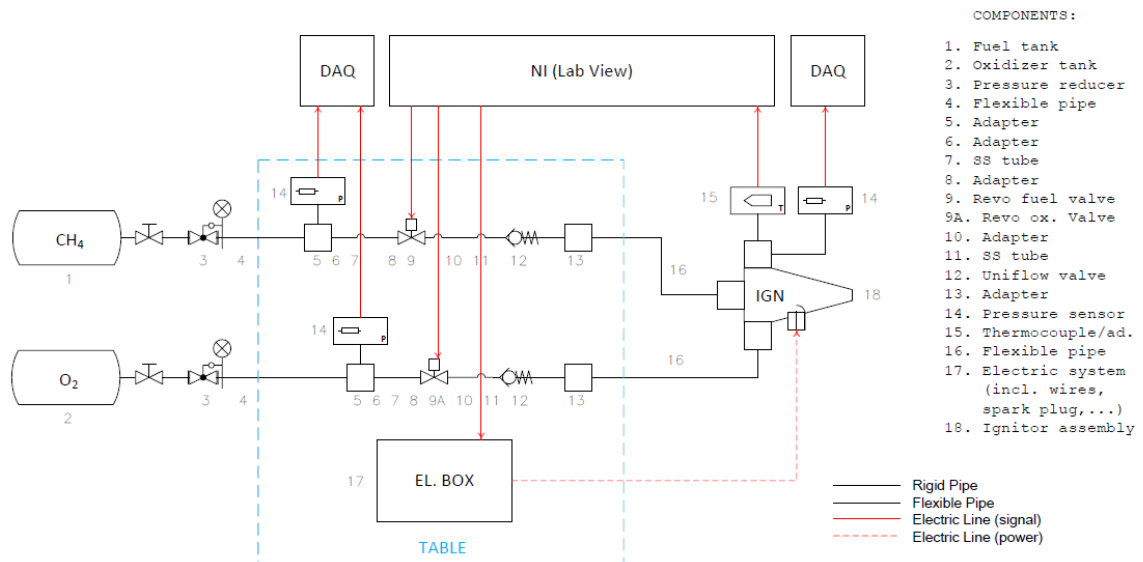 COMPONENTS:
1. Fuel tank
2. Oxidizer tank
3. Pressure reducer
4. Flexible pipe
5. Adapter
6. Adapter
7. SS tube
8. Adapter
9. Revo fuel valve
9A. Revo ox. Valve
10. Adapter
11. SS tube
12. Uniflow valve
13. Adapter
14. Pressure sensor
15. Thermocouple/ad.
16. Flexible pipe
17. Electric system
(incl. wires,
spark plug,...)
18. Ignitor assembly
DAQ
NI (Lab View)
DAQ
14
P
15
T
P
14
CH4
1
3
4
5
6
7
8
9
10
11
12
13
16
IGN
18
14
P
O2
2
3
4
5
6
7
8
9A
10
11
12
13
16
17
EL. BOX
TABLE
Rigid Pipe
Flexible Pipe
Electric Line (signal)
Electric Line (power)